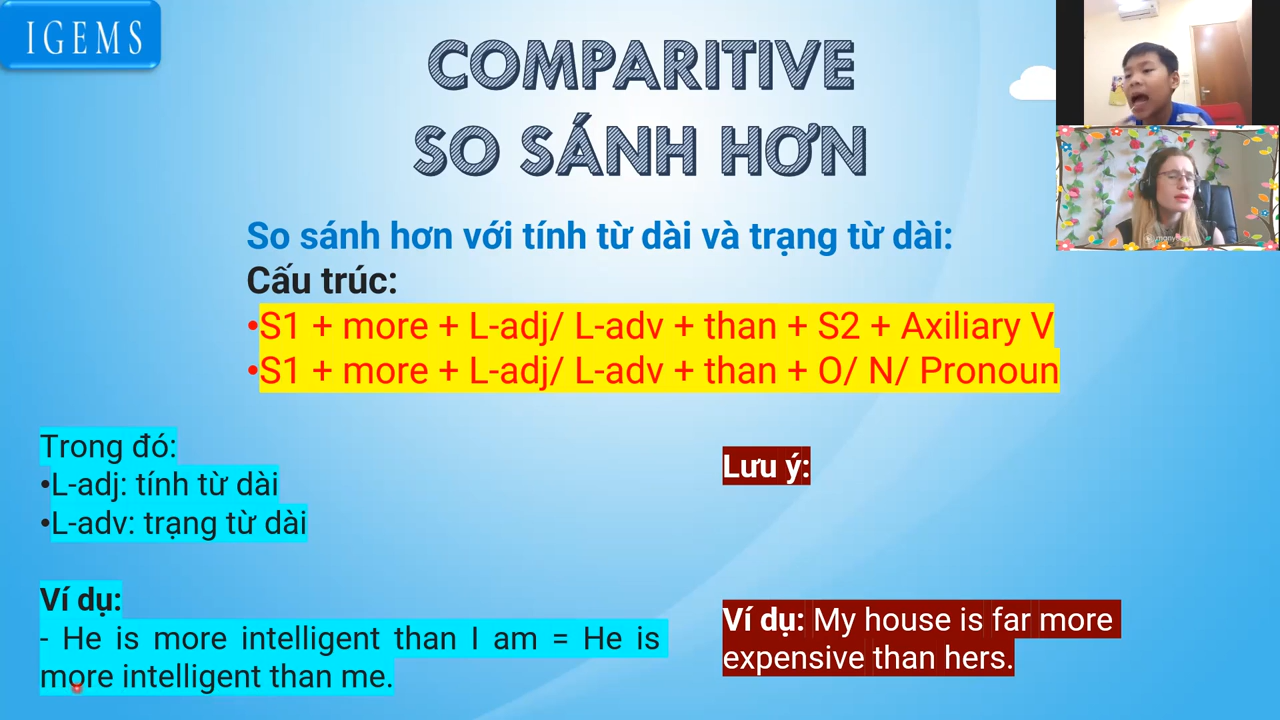 IGEMS
COMPARITIVE
SO SÁNH HƠN
So sánh hơn với tính từ dài và trạng từ dài:
Cấu trúc:
•S1 + more + L-adj/ L-adv + than + S2 + Axiliary V
•S1 + more + L-adj/ L-adv + than + O/ N/ Pronoun
Trong đó:
•L-adj: tính từ dài
•L-adv: trạng từ dài
Ví dụ:
- He is more intelligent than I am = He is
more intelligent than me.
Lưu ý:
Ví dụ: My house is far more
expensive than hers.